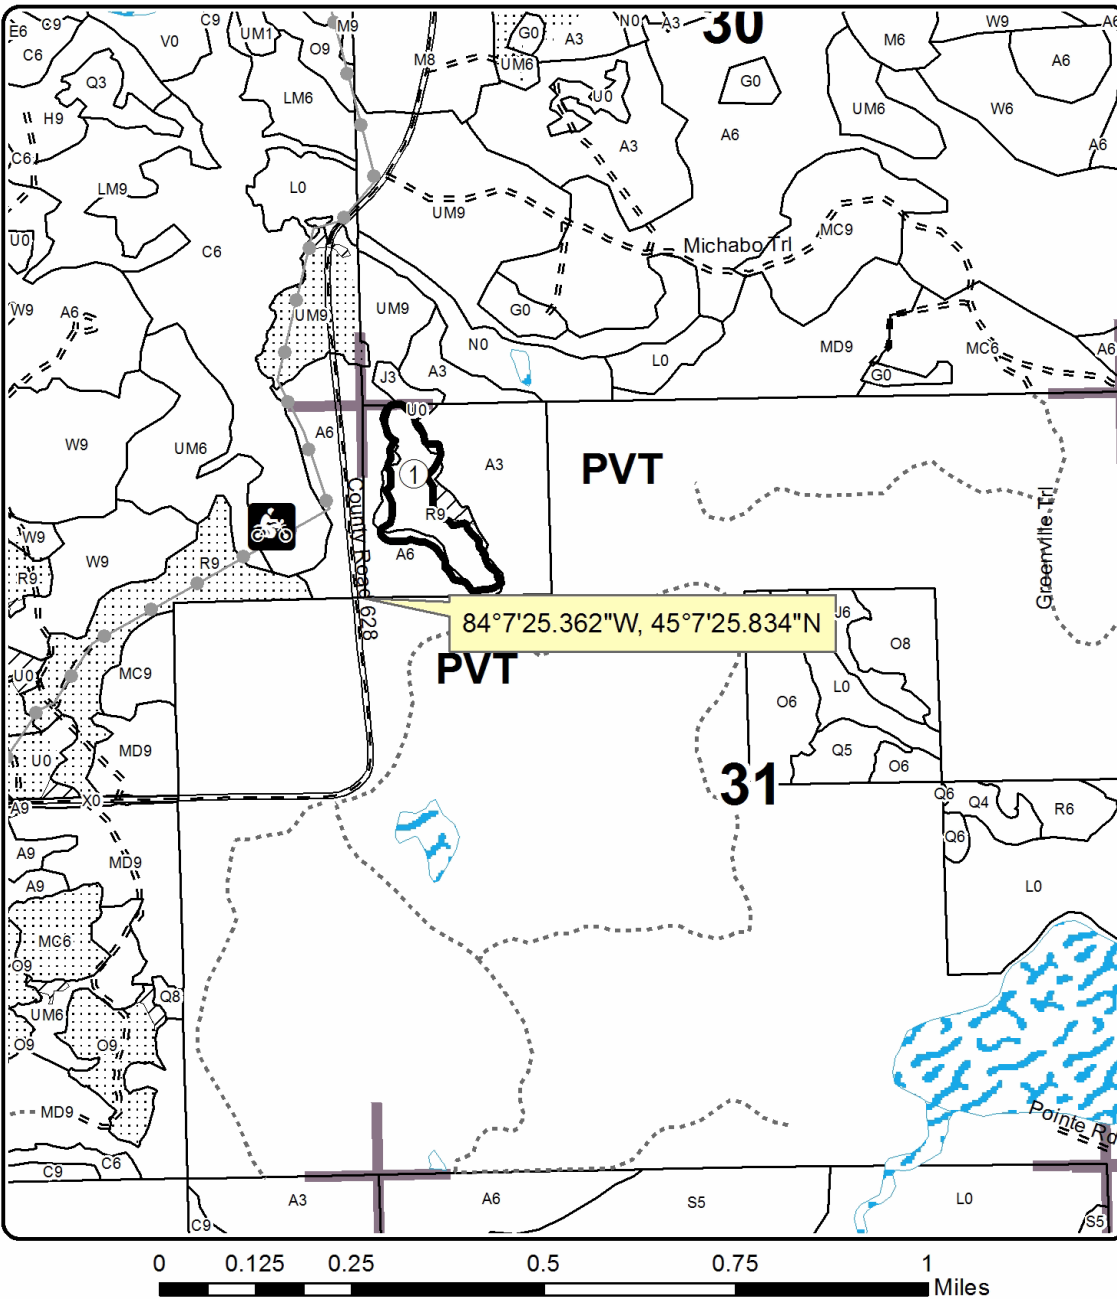 C9
C9
M9
N0
A3
30
W9
A6
E6
V0
UM1
O9
G0
A3
M6
C6
M8
UM6
A6
Q3
LM6
U0
G0
UM6
W6
H9
A3
A6
A6
C6
LM9
L0
UM9
MC9
U0
C6
Michabo Trl
W9
A6
UM9
UM9
G0
N0
L0
MD9
MC6
A6
J3
A3
G0
U0
W9
UM6
A6
1
A3
PVT
County Road 628
Greenville Trl
W9
W9
R9
R9
R9
A6
84°7'25.362"W, 45°7'25.834"N
J6
O8
PVT
U0
MC9
L0
O6
MD9
Q5
U0
O6
31
A9
X0
Q6
Q4
R6
Q6
A9
MD9
A9
L0
MC6
O9
Q8
UM6
O9
O9
MD9
Pointe Rd
C9
C6
A3
A6
S5
L0
C9
S5
0
0.125
0.25
0.5
0.75
1
Miles